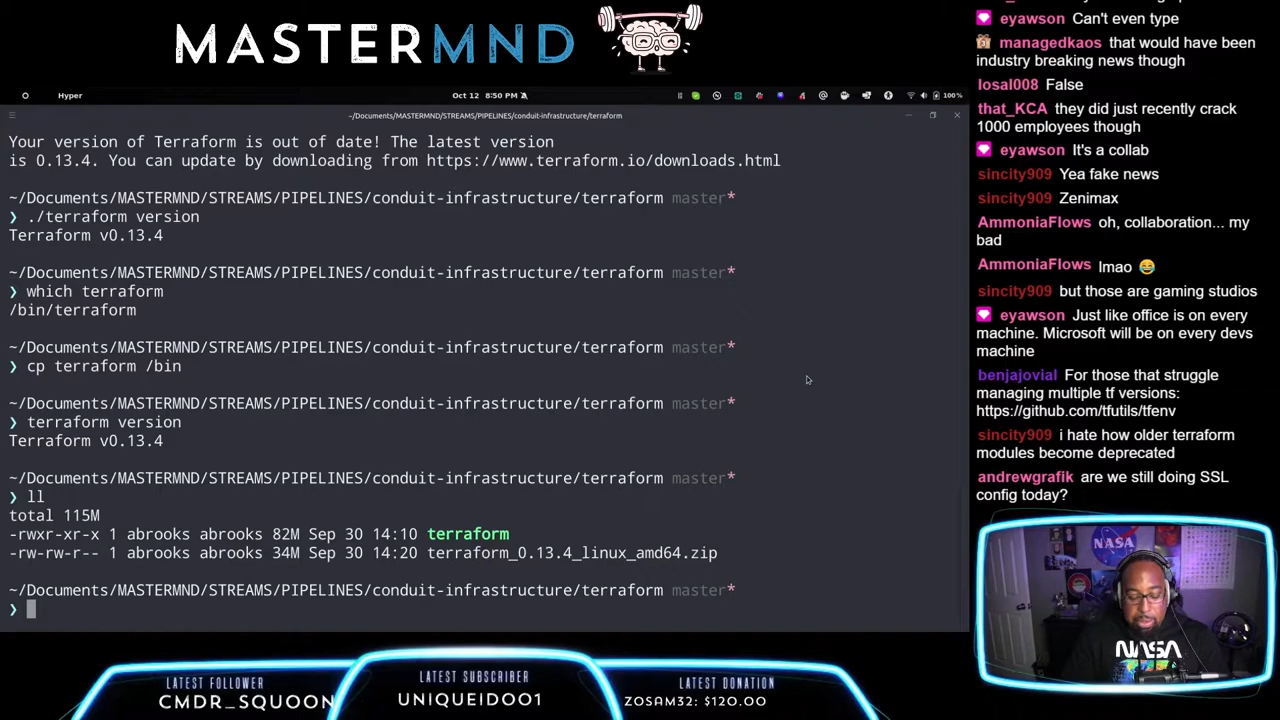 MASTERMND
Hyper
Oct 12 8:50 PM
100%
~/Documents/MASTERMND/STREAMS/PIPELINES/conduit-infrastructure/terraform
Your version of Terraform is out of date! The latest version
is 0.13.4. You can update by downloading from https://www.terraform.io/downloads.html
~/Documents/MASTERMND/STREAMS/PIPELINES/conduit-infrastructure/terraform master*
❯ ./terraform version
Terraform v0.13.4
~/Documents/MASTERMND/STREAMS/PIPELINES/conduit-infrastructure/terraform master*
❯ which terraform
/bin/terraform
~/Documents/MASTERMND/STREAMS/PIPELINES/conduit-infrastructure/terraform master*
❯ cp terraform /bin
~/Documents/MASTERMND/STREAMS/PIPELINES/conduit-infrastructure/terraform master*
❯ terraform version
Terraform v0.13.4
~/Documents/MASTERMND/STREAMS/PIPELINES/conduit-infrastructure/terraform master*
❯ ll
total 115M
-rwxr-xr-x 1 abrooks abrooks 82M Sep 30 14:10 terraform
-rw-rw-r-- 1 abrooks abrooks 34M Sep 30 14:20 terraform_0.13.4_linux_amd64.zip
~/Documents/MASTERMND/STREAMS/PIPELINES/conduit-infrastructure/terraform master*
❯
eyawson Can't even type
managedkaos that would have been
industry breaking news though
losal008 False
that_KCA they did just recently crack
1000 employees though
eyawson It's a collab
sincity909 Yea fake news
sincity909 Zenimax
AmmoniaFlows oh, collaboration... my
bad
AmmoniaFlows lmao 😂
sincity909 but those are gaming studios
eyawson Just like office is on every
machine. Microsoft will be on every devs
machine
benjajovial For those that struggle
managing multiple tf versions:
https://github.com/tfutils/tfenv
sincity909 i hate how older terraform
modules become deprecated
andrewgrafik are we still doing SSL
config today?
NASA
NASA
LATEST FOLLOWER
CMDR_SQUOON
LATEST SUBSCRIBER
UNIQUEID001
LATEST DONATION
ZOSAM32: $120.00